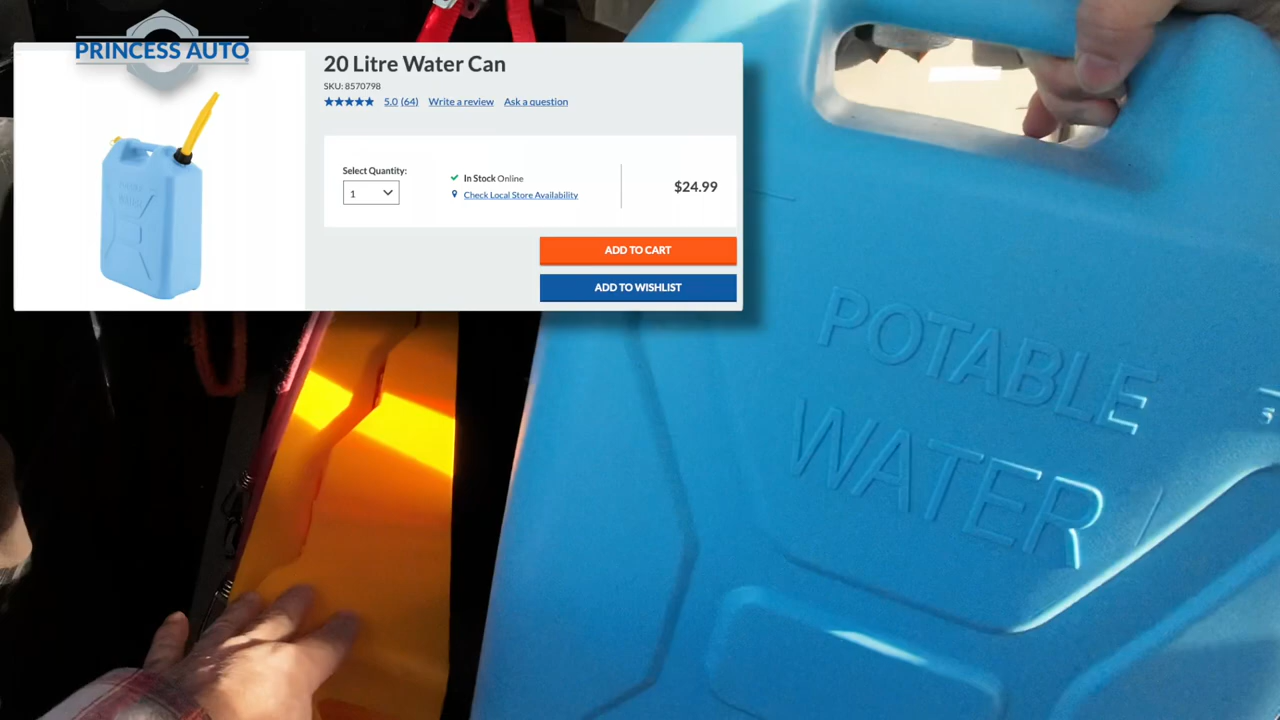 PRINCESS AUTO
20 Litre Water Can
SKU: 8570798
5.0 (64) Write a review Ask a question
Select Quantity:
1
In Stock Online
Check Local Store Availability
$24.99
ADD TO CART
ADD TO WISHLIST
POTABLE
WATER